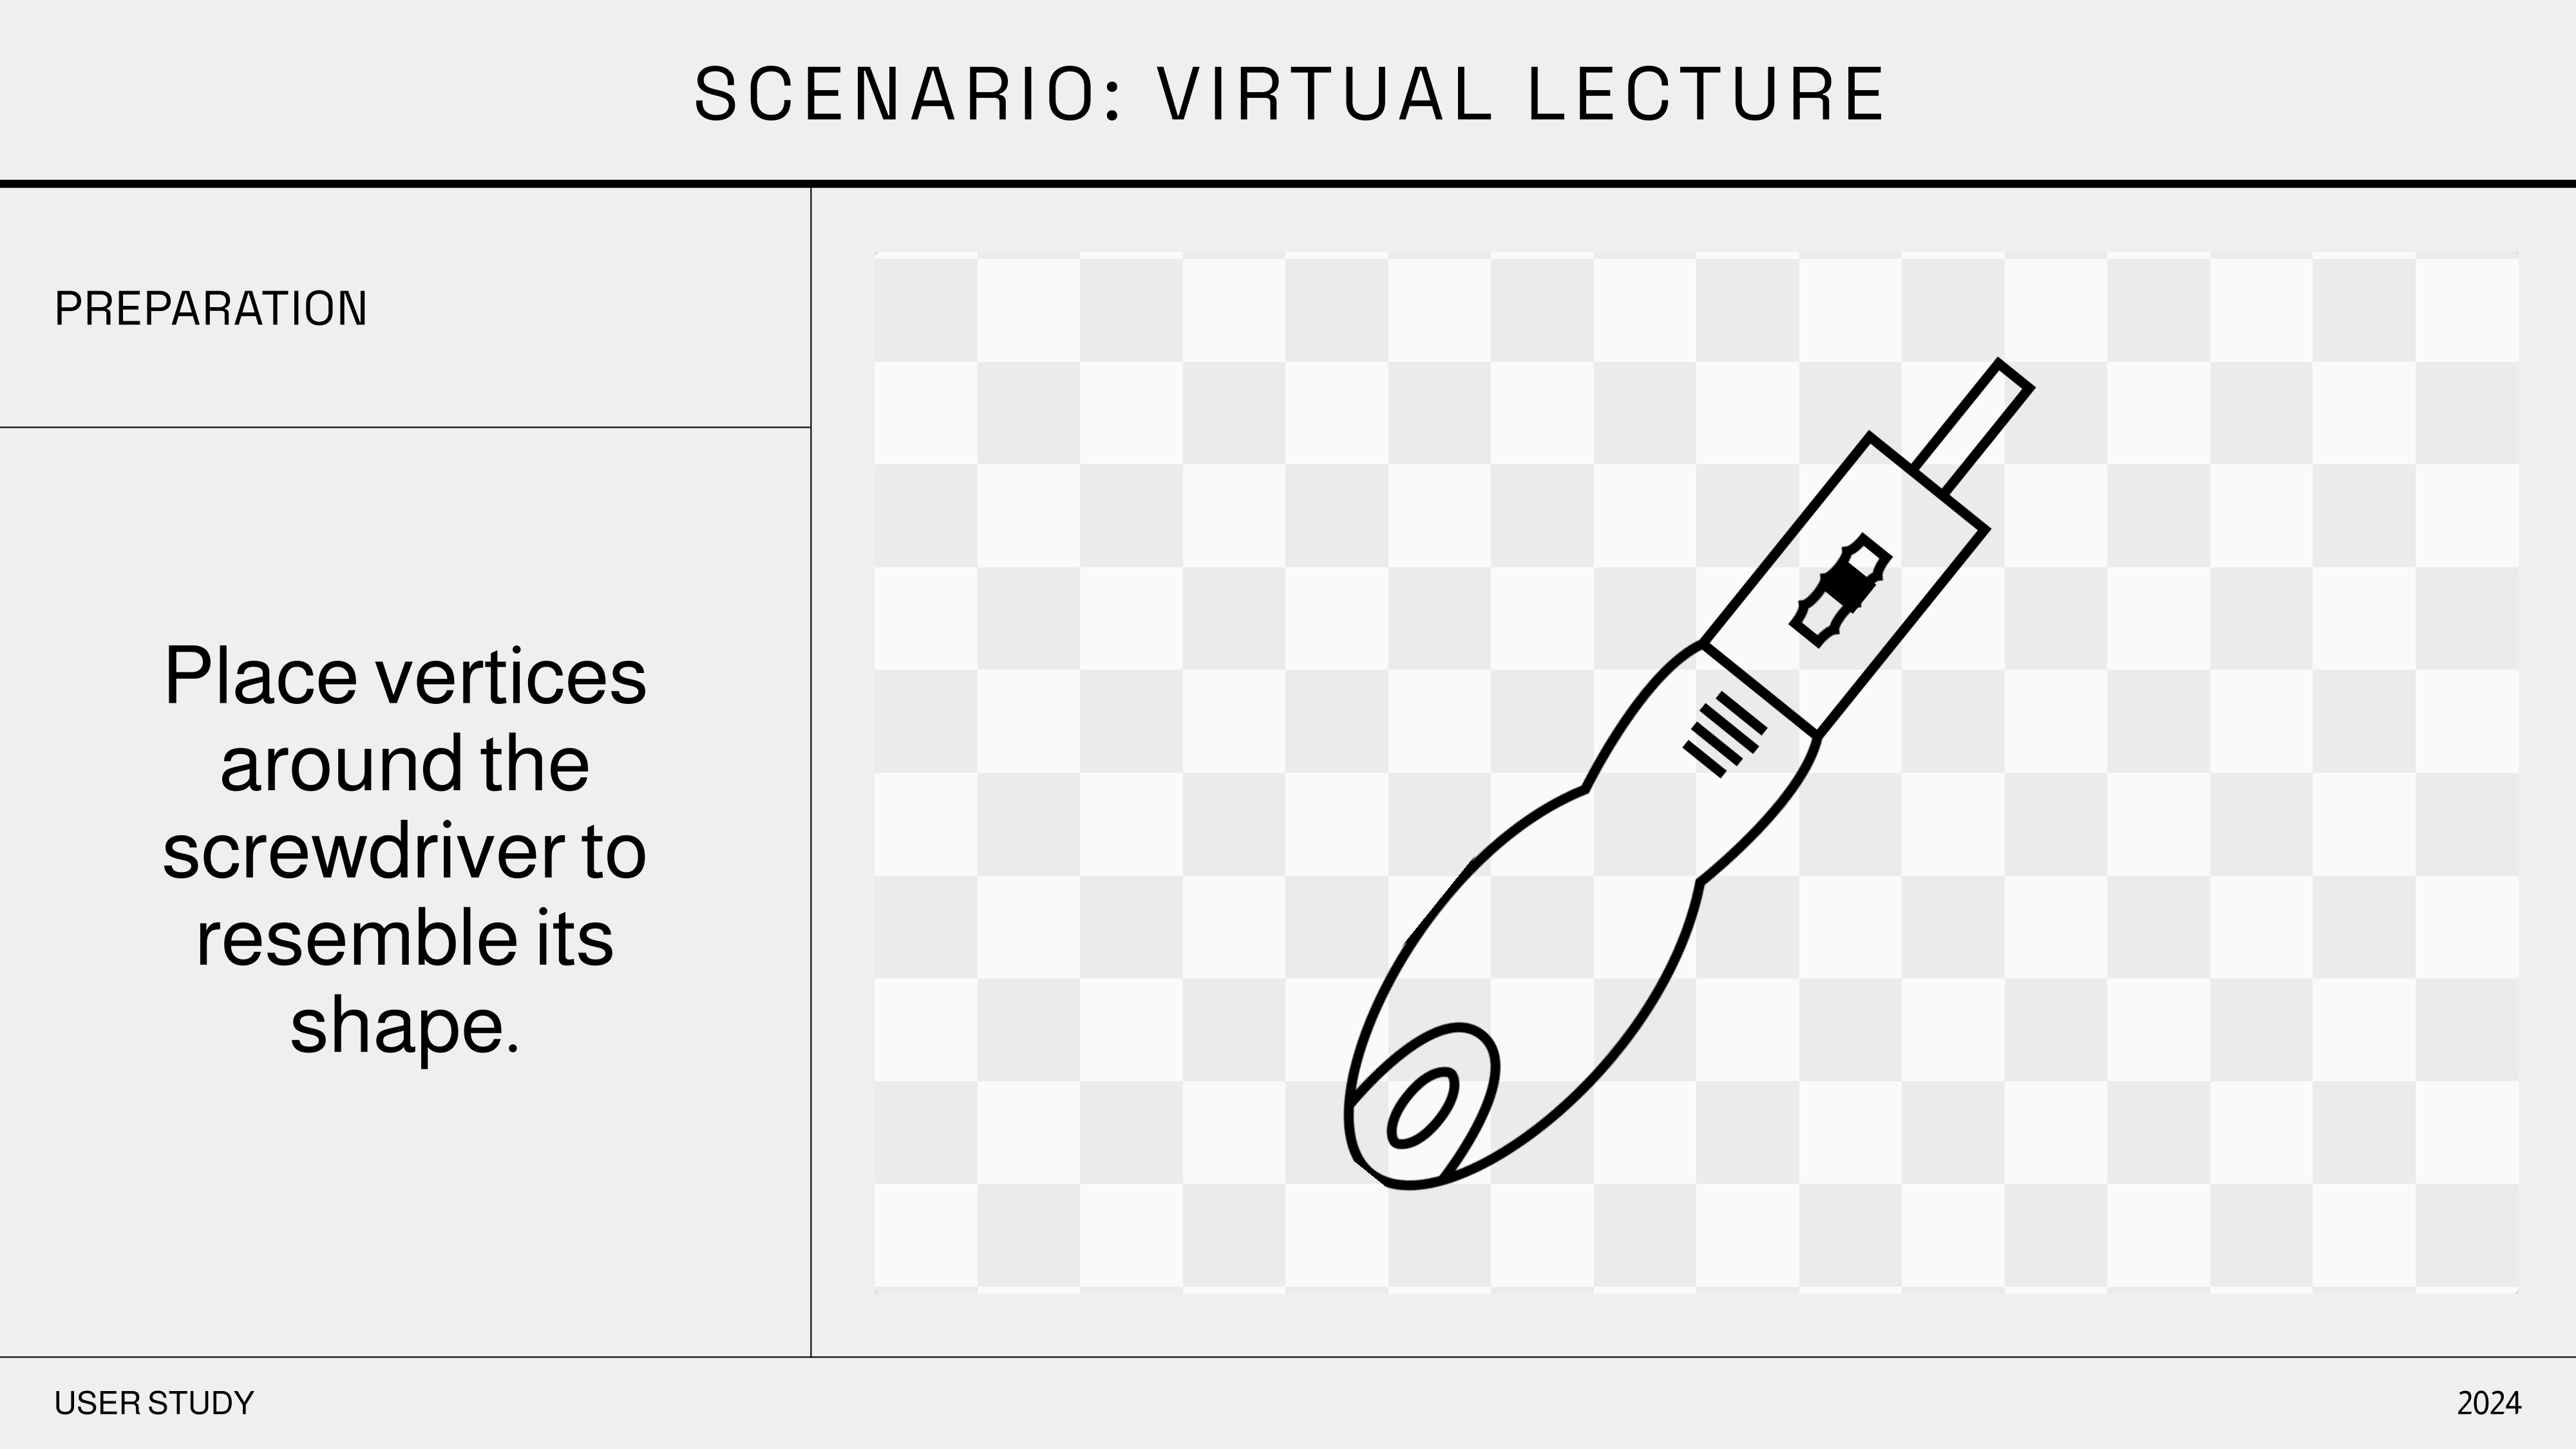 SCENARIO: VIRTUAL LECTURE
PREPARATION
Place vertices
around the
screwdriver to
resemble its
shape.
USER STUDY
2024